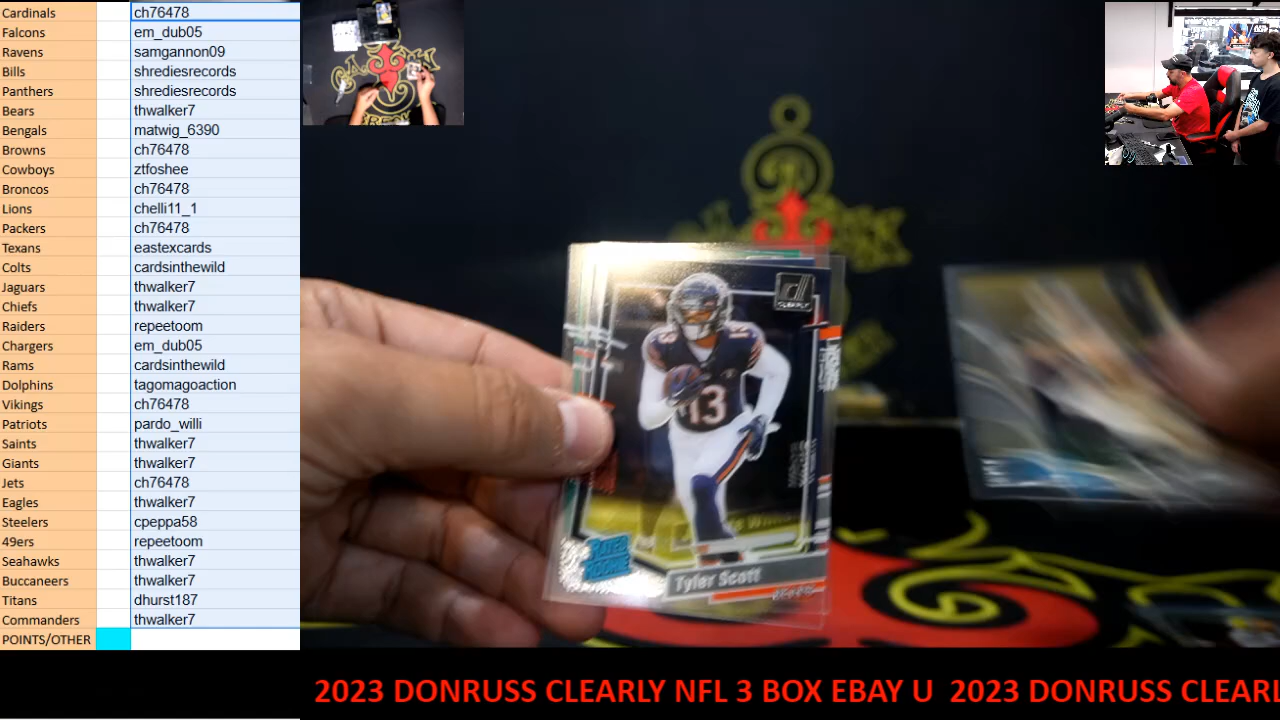 Cardinals ch76478
Falcons em_dub05
Ravens samgannon09
Bills shrediesrecords
Panthers shrediesrecords
Bears thwalker7
Bengals matwig_6390
Browns ch76478
Cowboys ztfoshee
Broncos ch76478
Lions chelli11_1
Packers ch76478
Texans eastexcards
Colts cardsinthewild
Jaguars thwalker7
Chiefs thwalker7
Raiders repeetoom
Chargers em_dub05
Rams cardsinthewild
Dolphins tagomagoaction
Vikings ch76478
Patriots pardo_willi
Saints thwalker7
Giants thwalker7
Jets ch76478
Eagles thwalker7
Steelers cpeppa58
49ers repeetoom
Seahawks thwalker7
Buccaneers thwalker7
Titans dhurst187
Commanders thwalker7
POINTS/OTHER
CLEARLY
13
13
RATED
ROOKIE
Tyler Scott
BEARS
2023 DONRUSS CLEARLY NFL 3 BOX EBAY U 2023 DONRUSS CLEARL